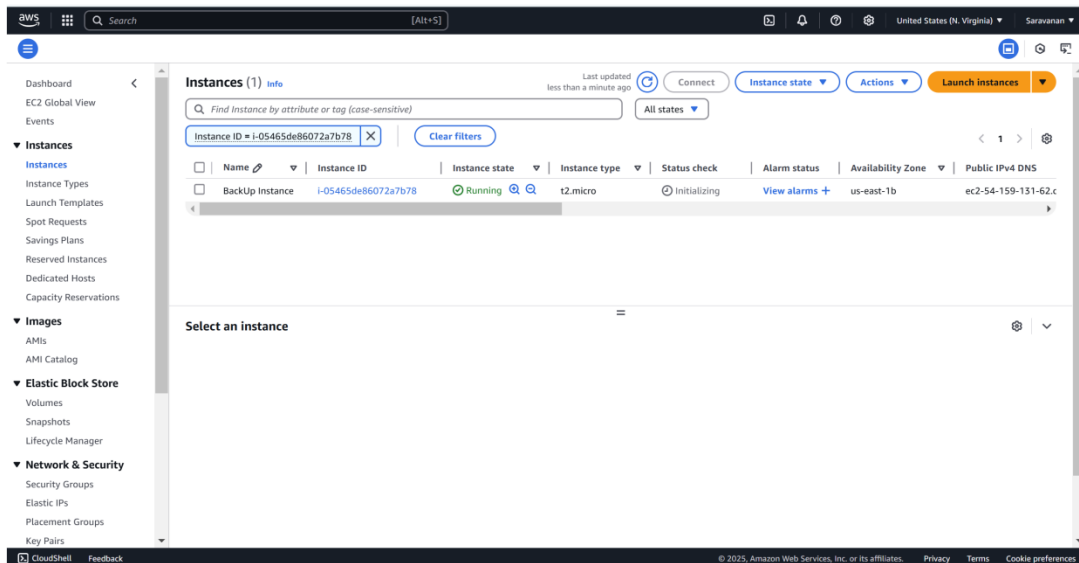 aws
Search
[Alt+S]
United States (N. Virginia)
Saravanan
Dashboard
EC2 Global View
Events
Instances
Instances
Instance Types
Launch Templates
Spot Requests
Savings Plans
Reserved Instances
Dedicated Hosts
Capacity Reservations
Images
AMIs
AMI Catalog
Elastic Block Store
Volumes
Snapshots
Lifecycle Manager
Network & Security
Security Groups
Elastic IPs
Placement Groups
Key Pairs
Instances (1) Info
Last updated
less than a minute ago
Connect
Instance state
Actions
Launch instances
Find Instance by attribute or tag (case-sensitive)
All states
Instance ID = i-05465de86072a7b78
Clear filters
1
Name Instance ID Instance state Instance type Status check Alarm status Availability Zone Public IPv4 DNS
BackUp Instance i-05465de86072a7b78 Running t2.micro Initializing View alarms + us-east-1b ec2-54-159-131-62.c
Select an instance
CloudShell Feedback © 2025, Amazon Web Services, Inc. or its affiliates. Privacy Terms Cookie preferences